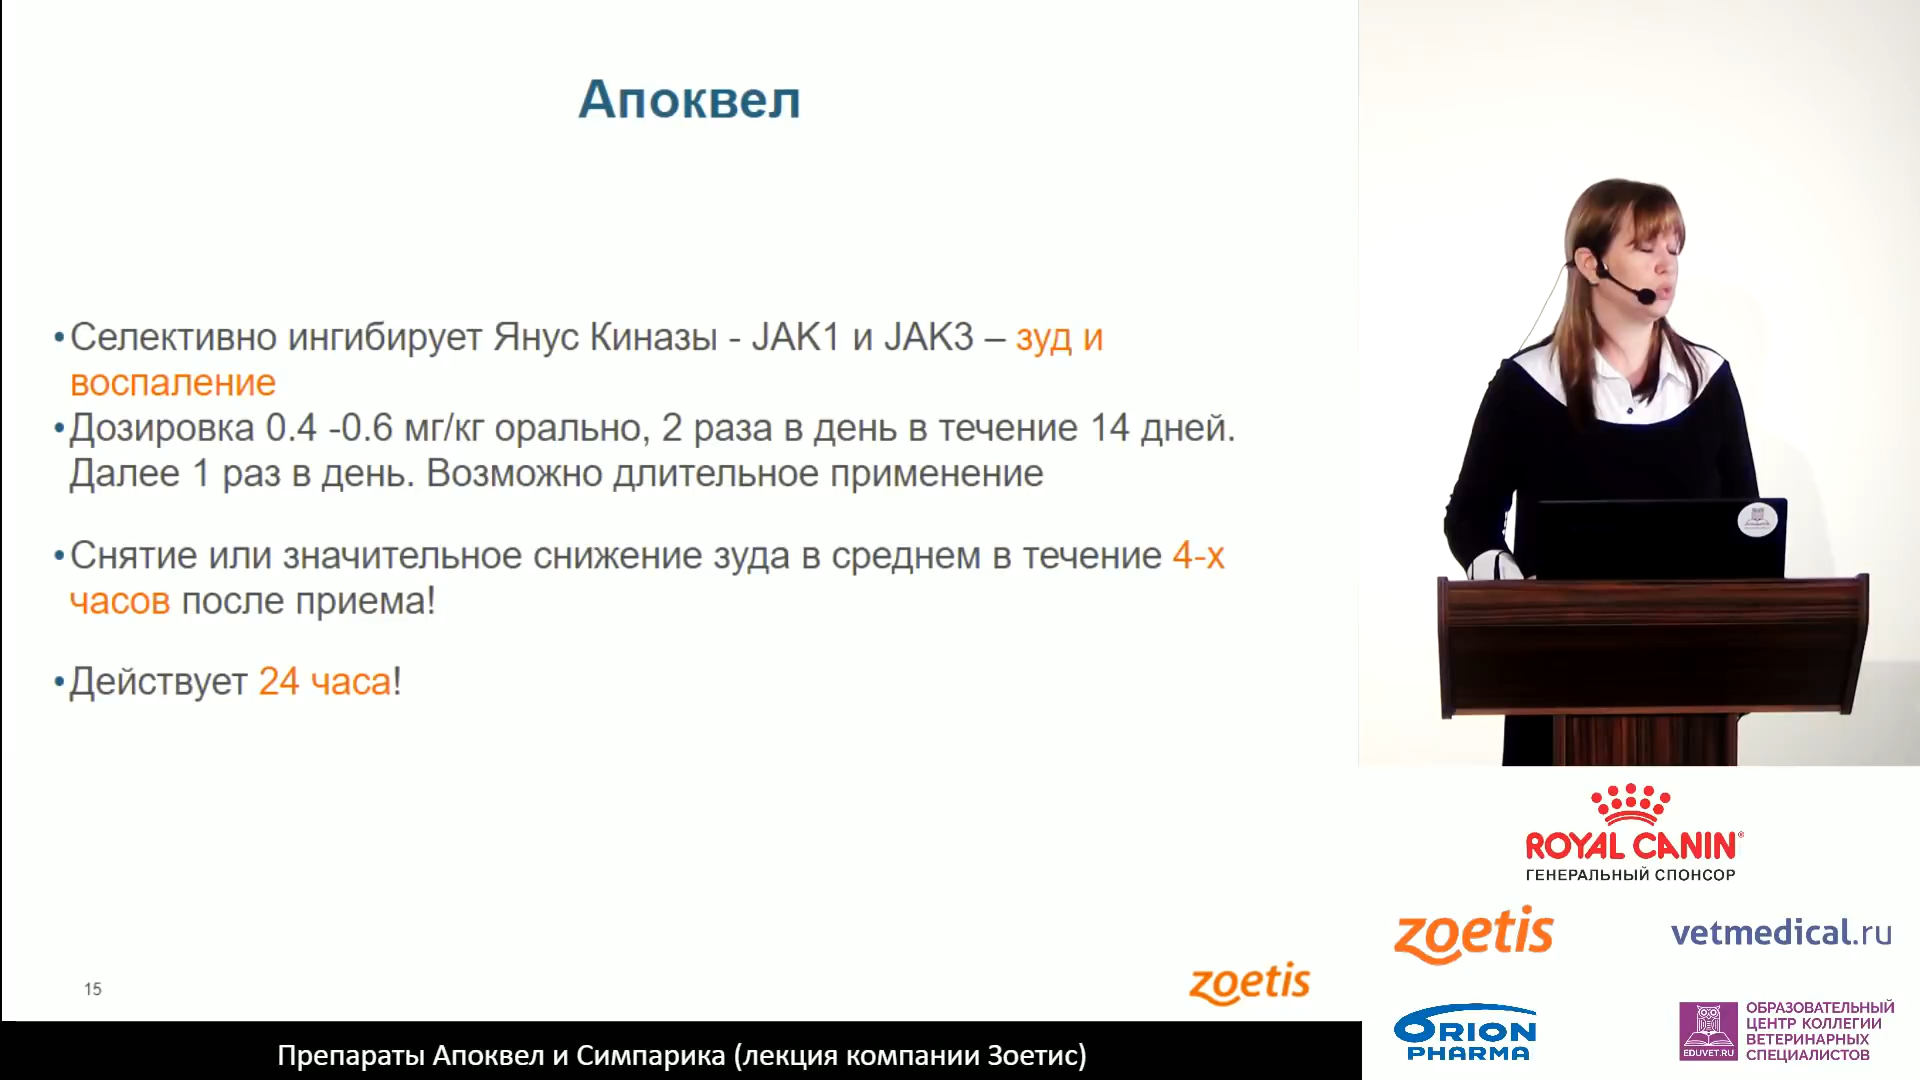 Апоквел
•Селективно ингибирует Янус Киназы - JAK1 и JAK3 – зуд и
воспаление
•Дозировка 0.4 -0.6 мг/кг орально, 2 раза в день в течение 14 дней.
Далее 1 раз в день. Возможно длительное применение
•Снятие или значительное снижение зуда в среднем в течение 4-х
часов после приема!
•Действует 24 часа!
15
zoetis
Препараты Апоквел и Симпарика (лекция компании Зоетис)
ROYAL CANIN®
ГЕНЕРАЛЬНЫЙ СПОНСОР
zoetis
vetmedical.ru
ORION
PHARMA
EDUVET.RU
ОБРАЗОВАТЕЛЬНЫЙ
ЦЕНТР КОЛЛЕГИИ
ВЕТЕРИНАРНЫХ
СПЕЦИАЛИСТОВ